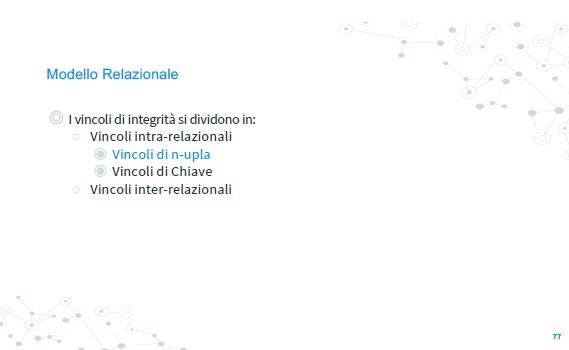 Modello Relazionale
I vincoli di integrità si dividono in:
Vincoli intra-relazionali
Vincoli di n-upla
Vincoli di Chiave
Vincoli inter-relazionali
77